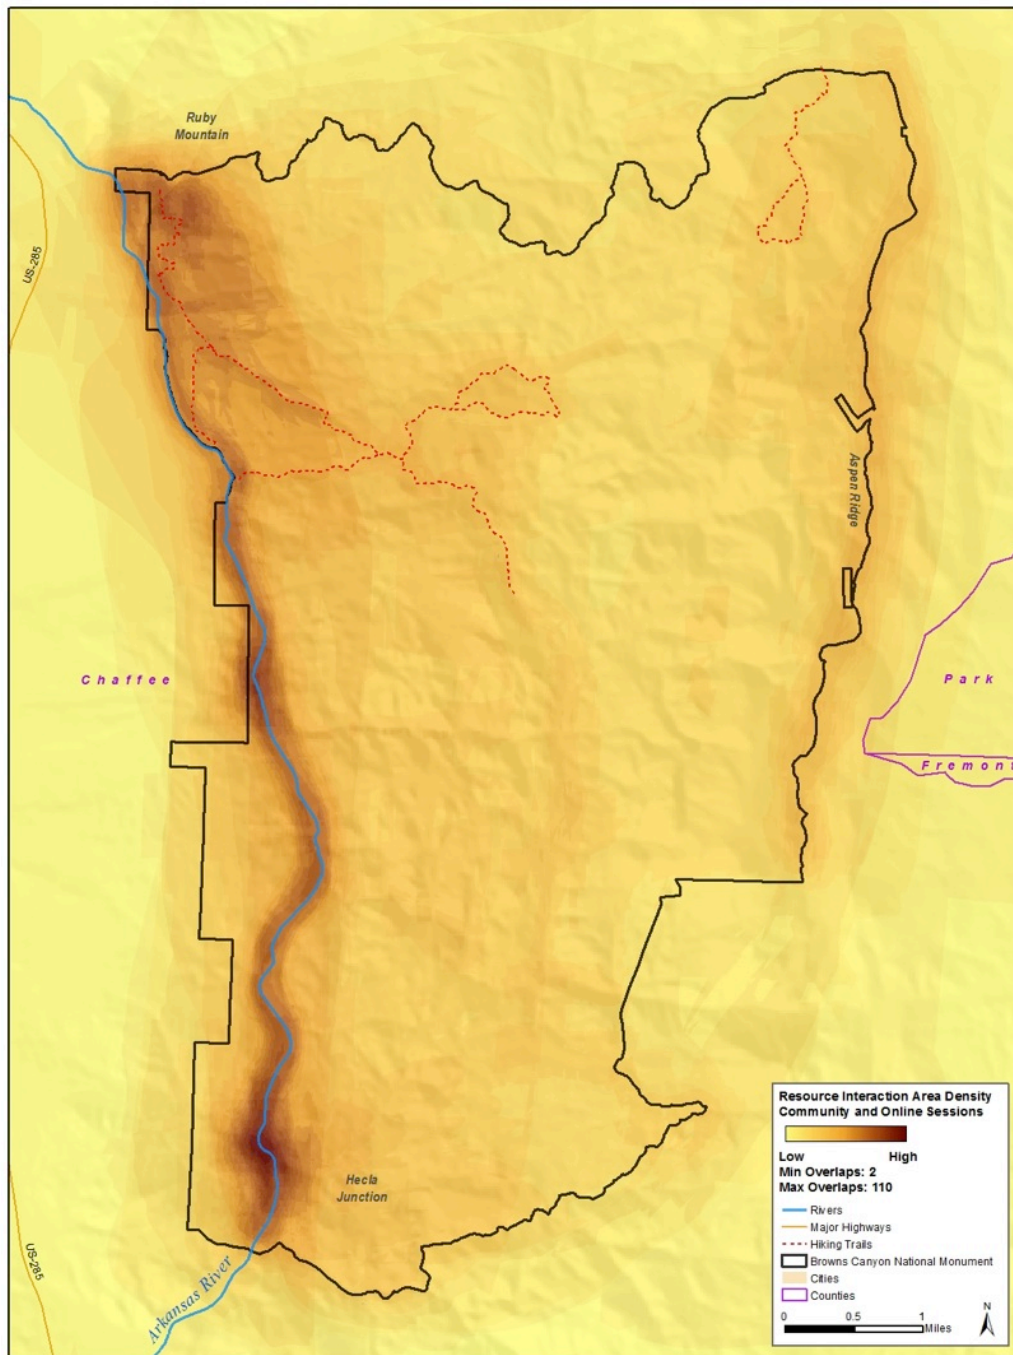 Ruby
Mountain
US-285
Aspen Ridge
Chaffee
Park
Fremont
Hecla
Junction
US-285
Arkansas River
Resource Interaction Area Density
Community and Online Sessions
Low High
Min Overlaps: 2
Max Overlaps: 110
Rivers
Major Highways
Hiking Trails
Browns Canyon National Monument
Cities
Counties
0 0.5 1
Miles
N